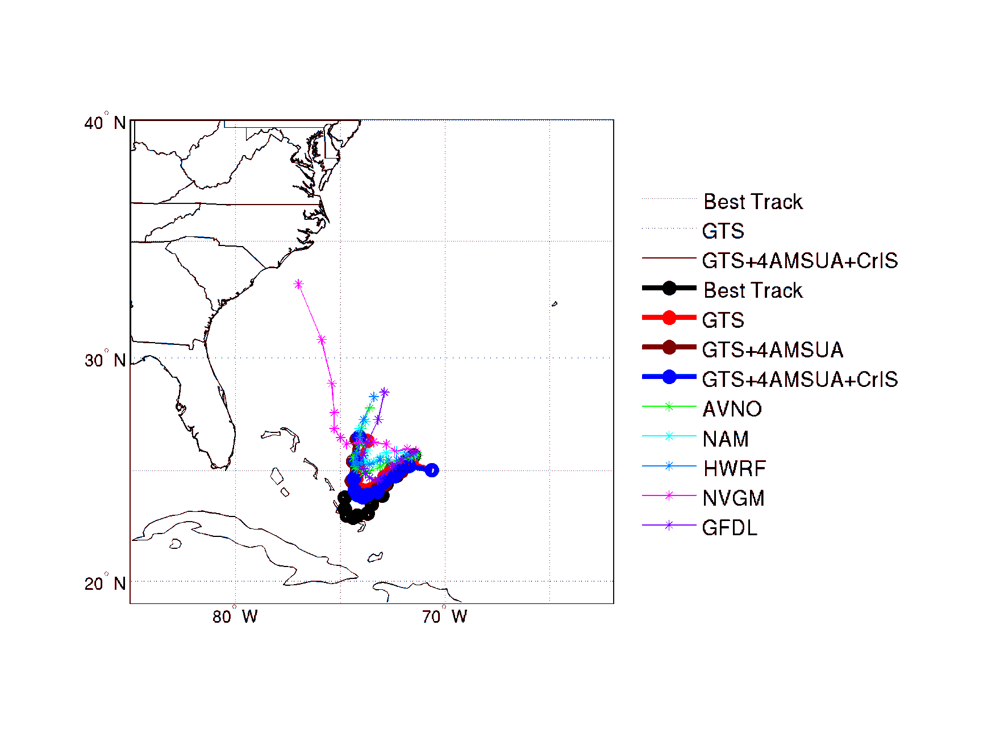 40° N
30° N
20° N
80° W
70° W
Best Track
GTS
GTS+4AMSUA+CrIS
Best Track
GTS
GTS+4AMSUA
GTS+4AMSUA+CrIS
AVNO
NAM
HWRF
NVGM
GFDL